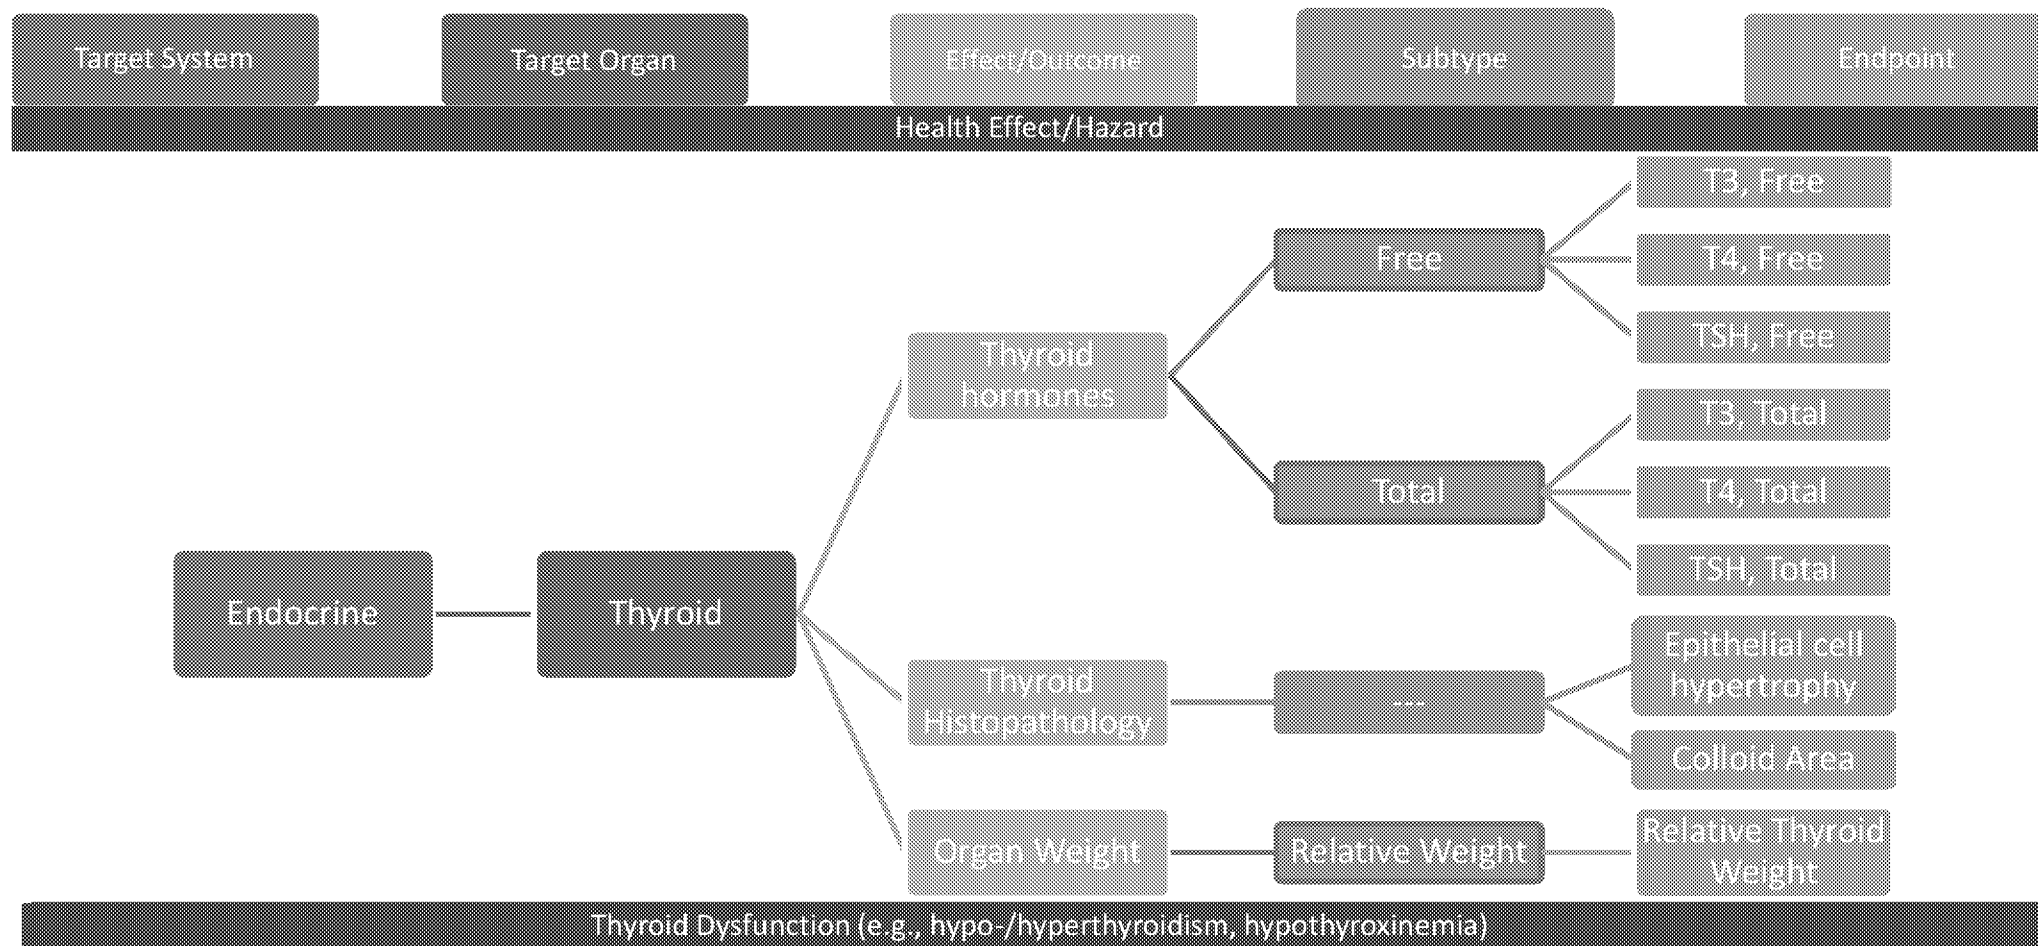 Target System
Target Organ
Effect/Outcome
Subtype
Endpoint
Health Effect/Hazard
T3, Free
Free
T4, Free
TSH, Free
Thyroid
hormones
T3, Total
Total
T4, Total
TSH, Total
Endocrine
Thyroid
Thyroid
Histopathology
---
Epithelial cell
hypertrophy
Colloid Area
Organ Weight
Relative Weight
Relative Thyroid
Weight
Thyroid Dysfunction (e.g., hypo-/hyperthyroidism, hypothyroxinemia)